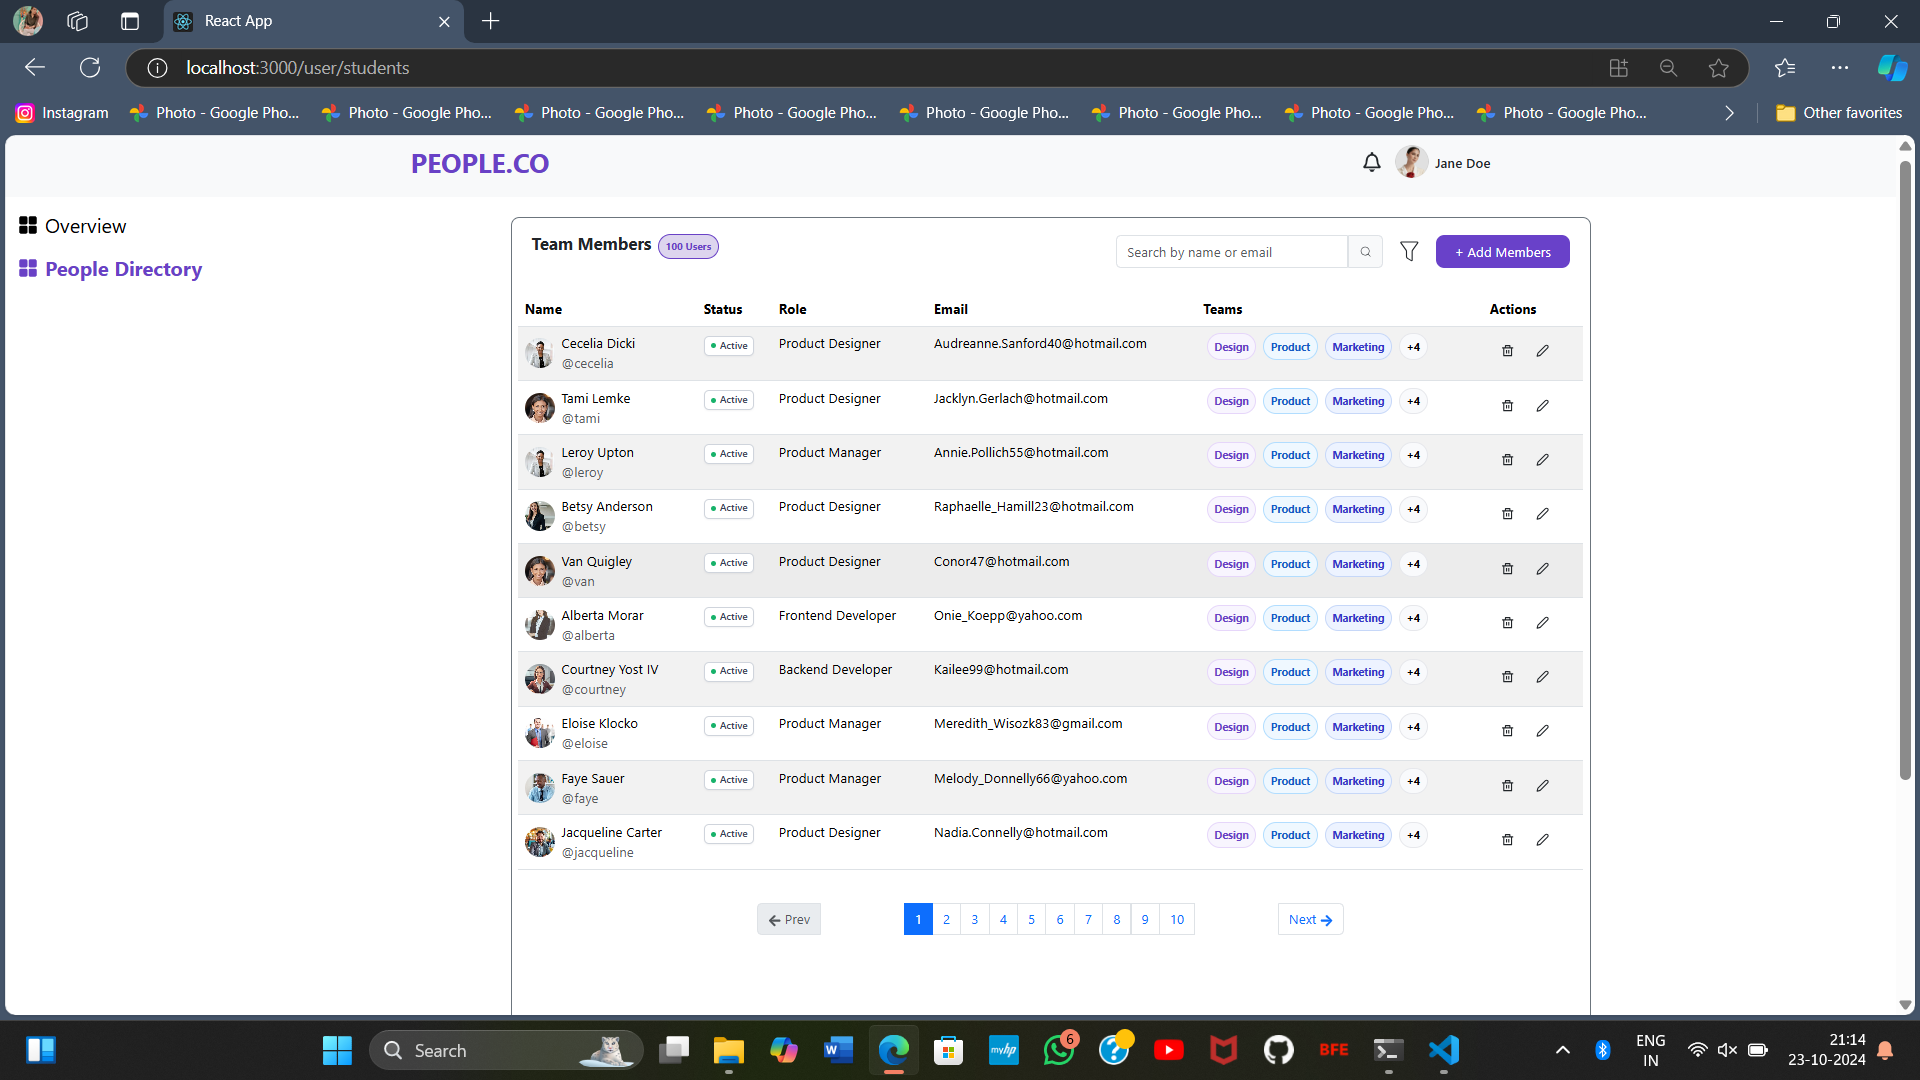 React App
localhost:3000/user/students
Instagram Photo - Google Pho... Photo - Google Pho... Photo - Google Pho... Photo - Google Pho... Photo - Google Pho... Photo - Google Pho... Photo - Google Pho... Photo - Google Pho... Other favorites
PEOPLE.CO
Jane Doe
Overview
People Directory
Team Members 100 Users
Search by name or email
+ Add Members
Name Status Role Email Teams Actions
Cecelia Dicki Active Product Designer Audreanne.Sanford40@hotmail.com Design Product Marketing +4
@cecelia
Tami Lemke Active Product Designer Jacklyn.Gerlach@hotmail.com Design Product Marketing +4
@tami
Leroy Upton Active Product Manager Annie.Pollich55@hotmail.com Design Product Marketing +4
@leroy
Betsy Anderson Active Product Designer Raphaelle_Hamill23@hotmail.com Design Product Marketing +4
@betsy
Van Quigley Active Product Designer Conor47@hotmail.com Design Product Marketing +4
@van
Alberta Morar Active Frontend Developer Onie_Koepp@yahoo.com Design Product Marketing +4
@alberta
Courtney Yost IV Active Backend Developer Kailee99@hotmail.com Design Product Marketing +4
@courtney
Eloise Klocko Active Product Manager Meredith_Wisozk83@gmail.com Design Product Marketing +4
@eloise
Faye Sauer Active Product Manager Melody_Donnelly66@yahoo.com Design Product Marketing +4
@faye
Jacqueline Carter Active Product Designer Nadia.Connelly@hotmail.com Design Product Marketing +4
@jacqueline
Prev 1 2 3 4 5 6 7 8 9 10 Next
Search
W
myhp
6
?
BFE
ENG
IN
21:14
23-10-2024